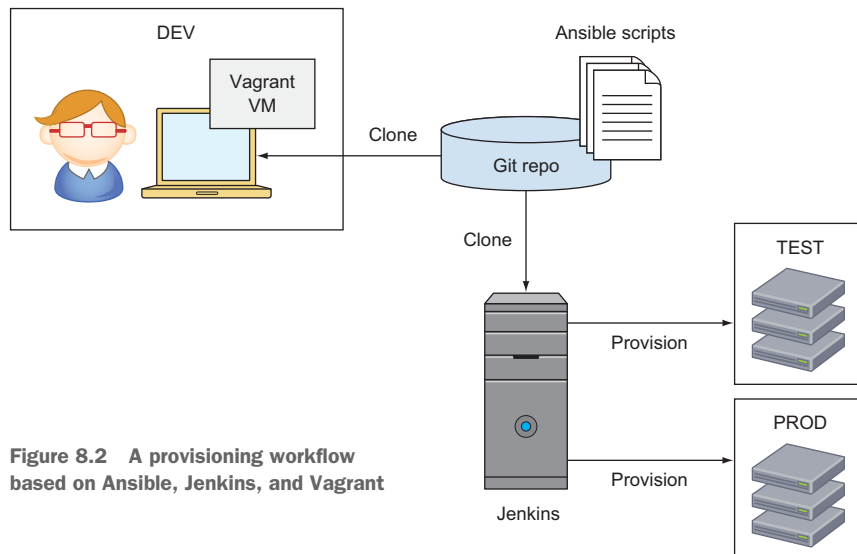 DEV
Vagrant
VM
Ansible scripts
Clone
Git repo
Clone
TEST
Provision
PROD
Provision
Jenkins
Figure 8.2 A provisioning workflow
based on Ansible, Jenkins, and Vagrant